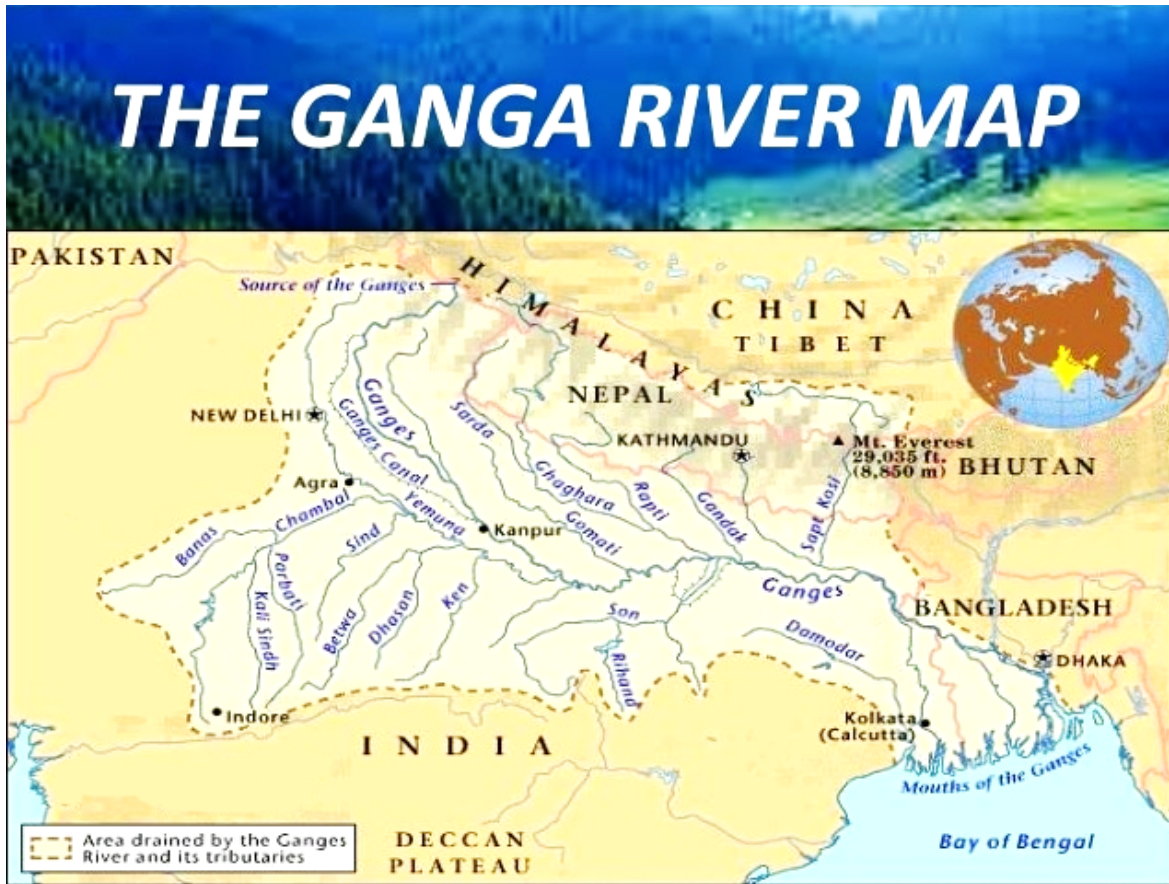 THE GANGA RIVER MAP
PAKISTAN
Source of the Ganges
HIMALAYAS
CHINA
TIBET
NEPAL
NEW DELHI
Ganges
Ganges Canal
Sarda
KATHMANDU
Mt. Everest
29,035 ft.
(8,850 m)
BHUTAN
Agra
Chambal
Yemuna
Ghaghara
Rapti
Gandak
Sapt Kosi
Banas
Sind
Kanpur
Gomati
Parbati
Kali Sindh
Betwa
Dhasan
Ken
Son
Ganges
BANGLADESH
Rihand
Damodar
DHAKA
Indore
Kolkata
(Calcutta)
INDIA
Mouths of the Ganges
Area drained by the Ganges
River and its tributaries
DECCAN
PLATEAU
Bay of Bengal